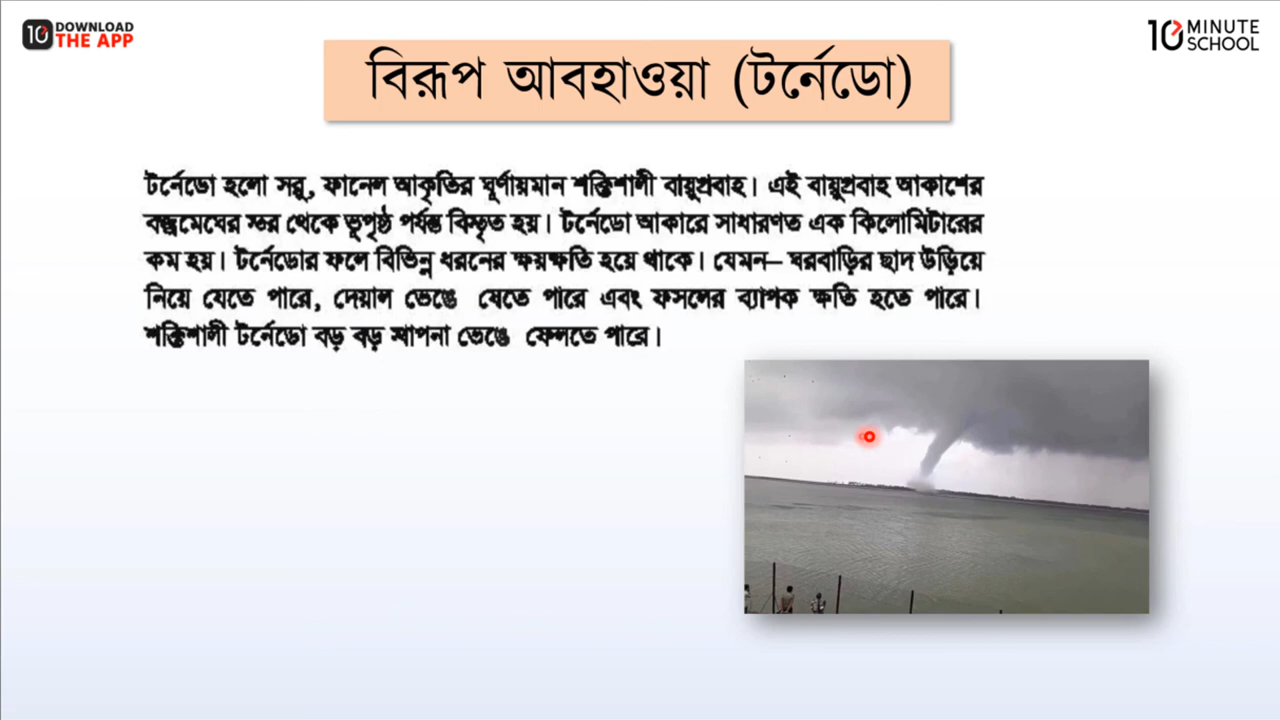 10 DOWNLOAD
THE APP
10 MINUTE
SCHOOL
বিরূপ আবহাওয়া (টর্নেডো)
টর্নেডো হলো সরু, ফানেল আকৃতির ঘূর্ণায়মান শক্তিশালী বায়ুপ্রবাহ। এই বায়ুপ্রবাহ আকাশের
বজ্রমেঘের স্তর থেকে ভূপৃষ্ঠ পর্যন্ত বিস্তৃত হয়। টর্নেডো আকারে সাধারণত এক কিলোমিটারের
কম হয়। টর্নেডোর ফলে বিভিন্ন ধরনের ক্ষয়ক্ষতি হয়ে থাকে। যেমন– ঘরবাড়ির ছাদ উড়িয়ে
নিয়ে যেতে পারে, দেয়াল ভেঙে যেতে পারে এবং ফসলের ব্যাপক ক্ষতি হতে পারে।
শক্তিশালী টর্নেডো বড় বড় স্থাপনা ভেঙে ফেলতে পারে।